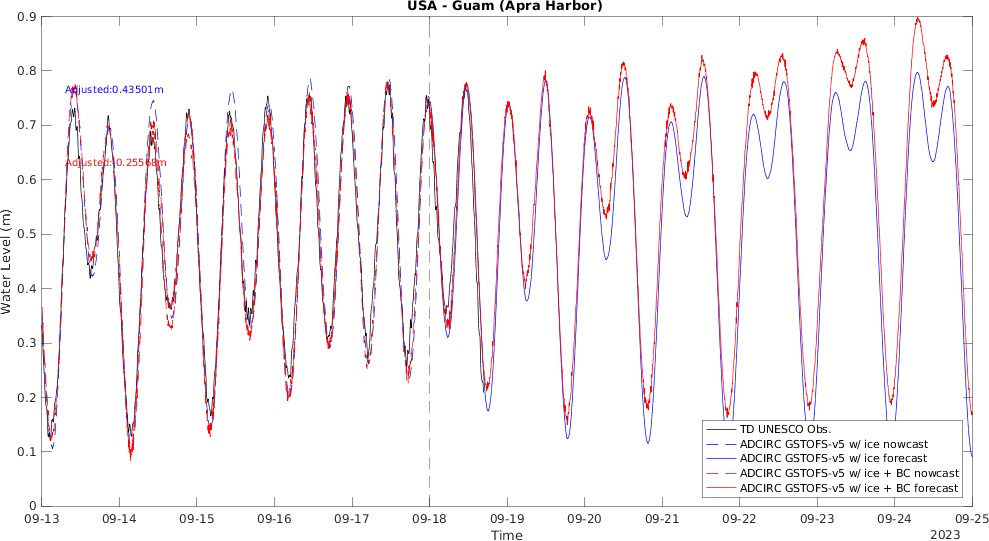 USA - Guam (Apra Harbor)
0.9
0.8
0.7
0.6
0.5
0.4
0.3
0.2
0.1
0
Water Level (m)
Adjusted:0.43501m
Adjusted:-0.25568m
TD UNESCO Obs.
ADCIRC GSTOFS-v5 w/ ice nowcast
ADCIRC GSTOFS-v5 w/ ice forecast
ADCIRC GSTOFS-v5 w/ ice + BC nowcast
ADCIRC GSTOFS-v5 w/ ice + BC forecast
09-13 09-14 09-15 09-16 09-17 09-18 09-19 09-20 09-21 09-22 09-23 09-24 09-25
Time
2023